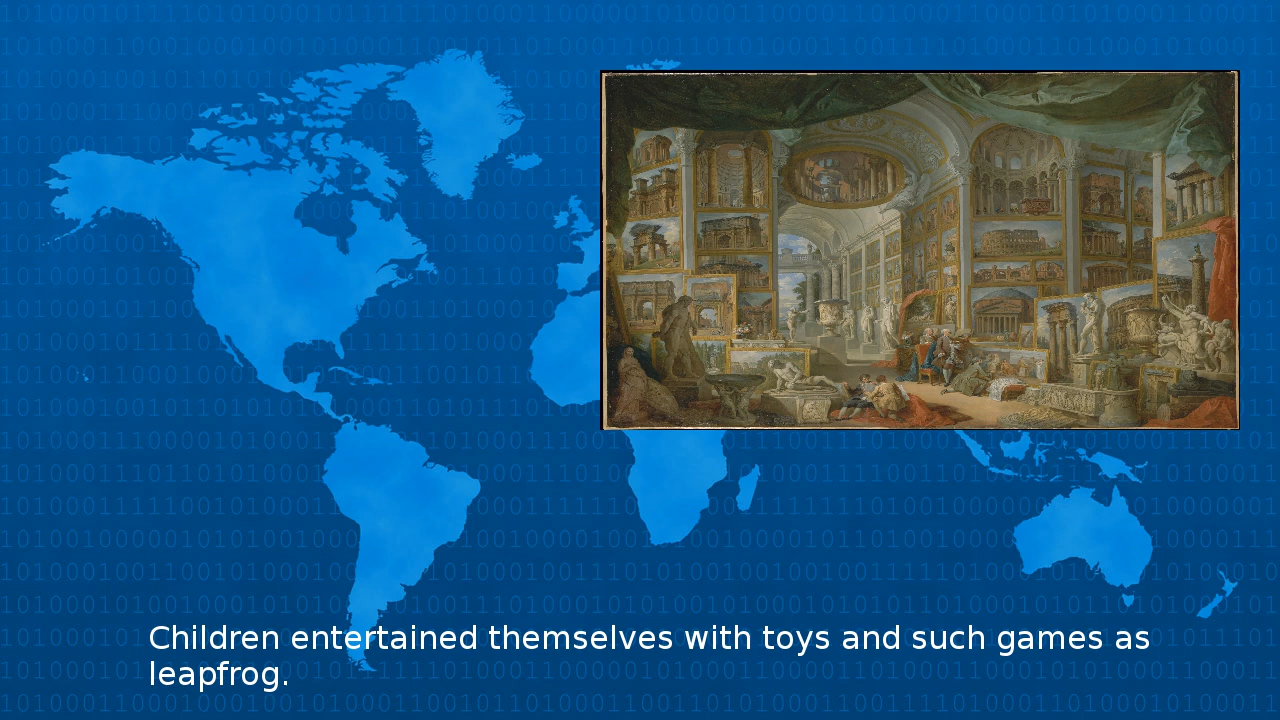 Children entertained themselves with toys and such games as
leapfrog.